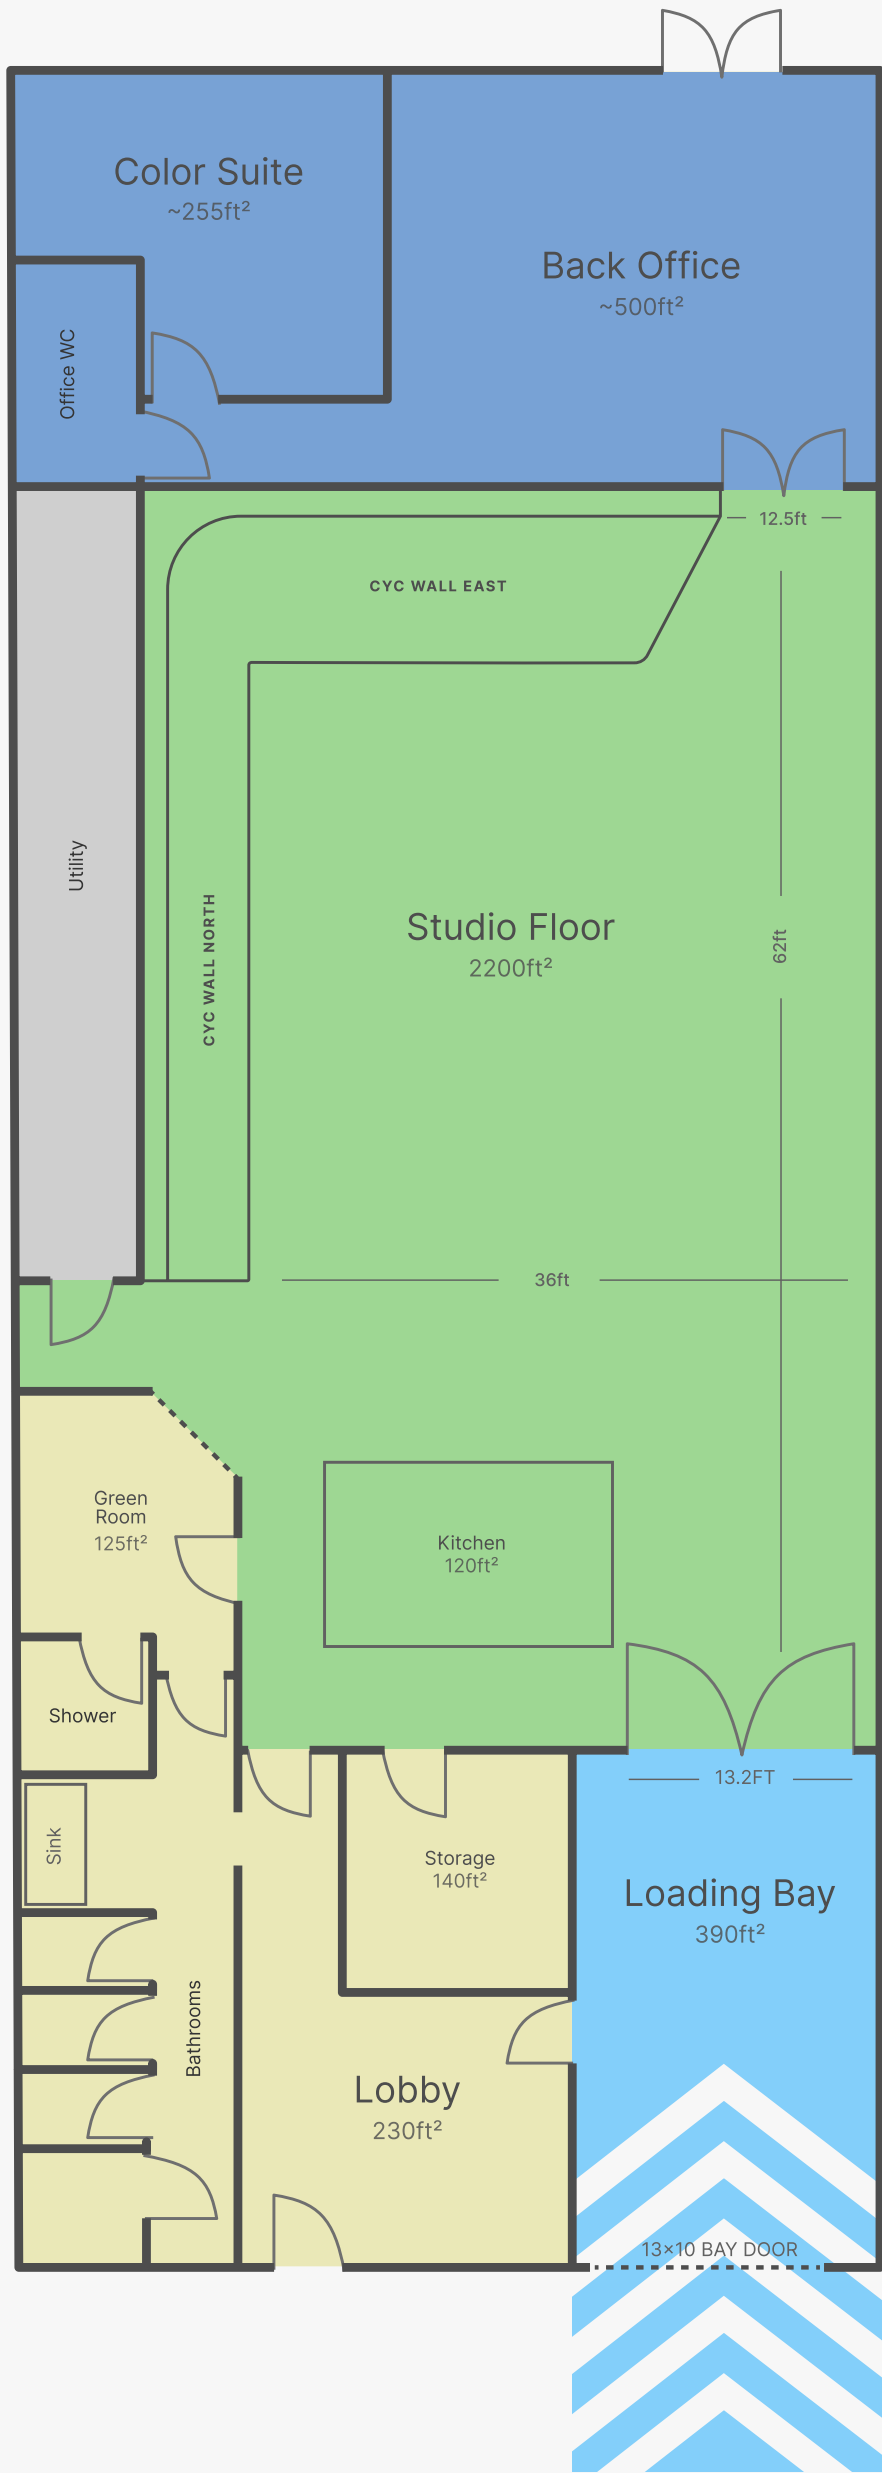 Color Suite
~255ft²
Back Office
~500ft²
Office WC
12.5ft
CYC WALL EAST
Utility
CYC WALL NORTH
Studio Floor
2200ft²
62ft
36ft
Green
Room
125ft²
Kitchen
120ft²
Shower
13.2FT
Sink
Storage
140ft²
Loading Bay
390ft²
Bathrooms
Lobby
230ft²
13×10 BAY DOOR